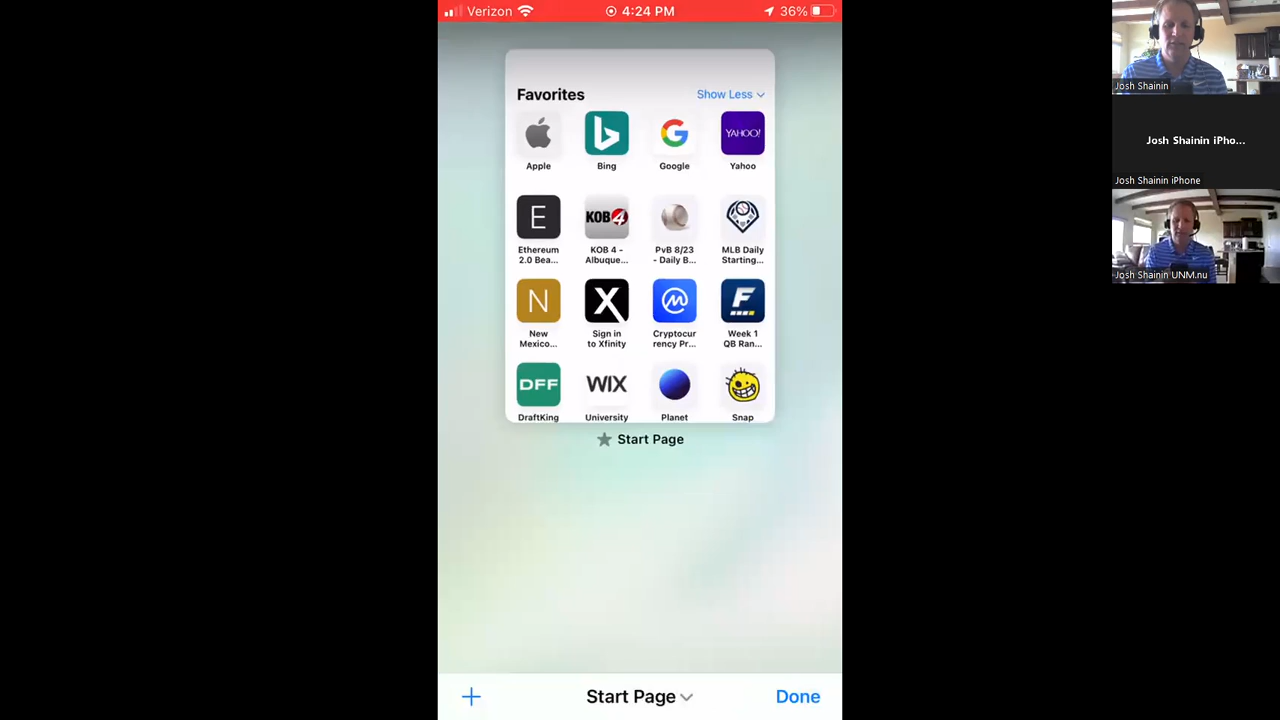 Verizon 4:24 PM 36%
Favorites Show Less
YAHOO!
Apple Bing Google Yahoo
E KOB4
Ethereum 2.0 Bea...
KOB 4 - Albuque...
PvB 8/23 - Daily B...
MLB Daily Starting...
N X F
New Mexico...
Sign in to Xfinity
Cryptocur rency Pr...
Week 1 QB Ran...
DFF WIX
DraftKing University Planet Snap
Start Page
+ Start Page Done
Josh Shainin
Josh Shainin iPho...
Josh Shainin iPhone
Josh Shainin UNM.nu